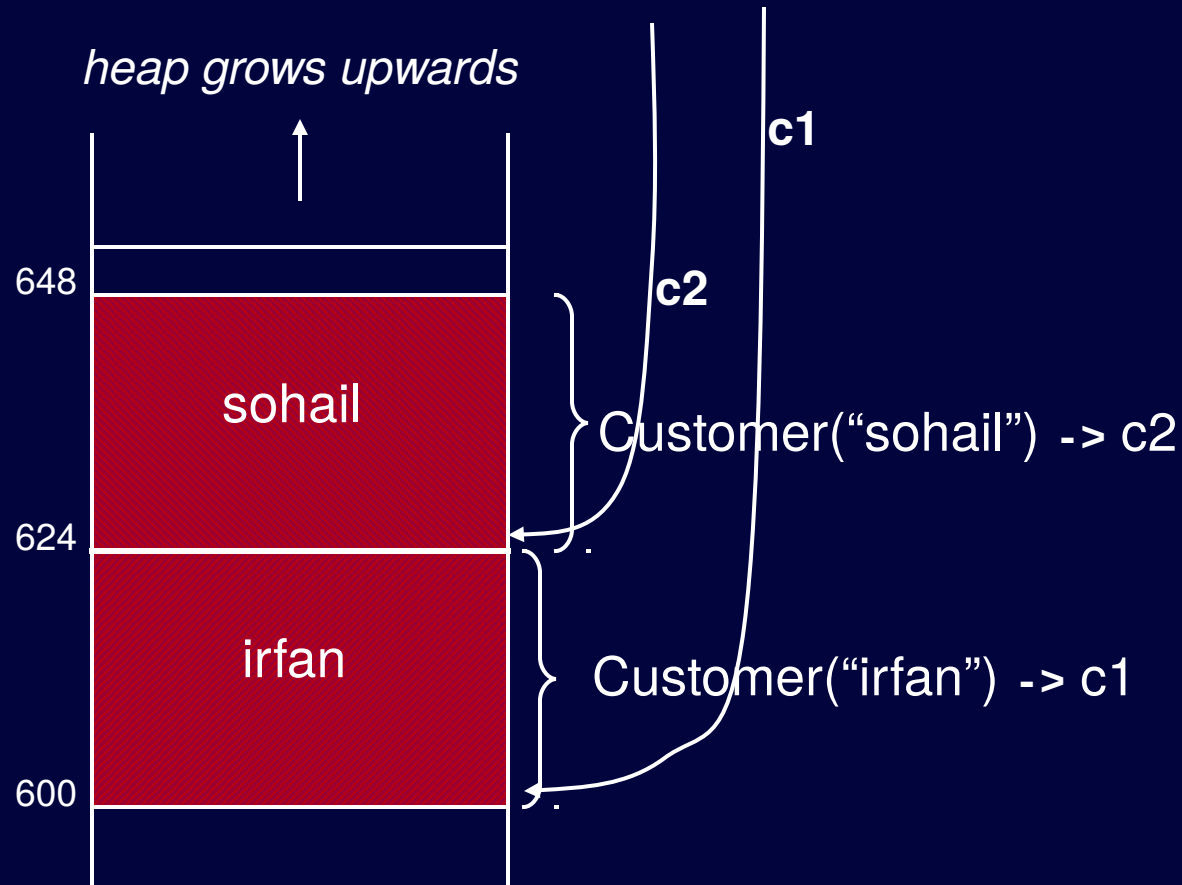 heap grows upwards
c1
648
c2
sohail
Customer(“sohail”) -> c2
624
irfan
Customer(“irfan”) -> c1
600